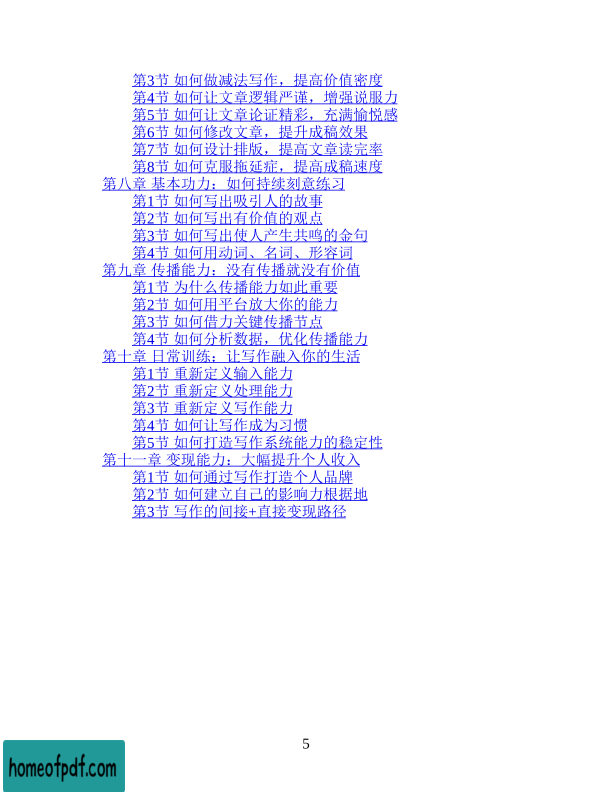 第3节 如何做减法写作，提高价值密度
第4节 如何让文章逻辑严谨，增强说服力
第5节 如何让文章论证精彩，充满愉悦感
第6节 如何修改文章，提升成稿效果
第7节 如何设计排版，提高文章读完率
第8节 如何克服拖延症，提高成稿速度
第八章 基本功力：如何持续刻意练习
第1节 如何写出吸引人的故事
第2节 如何写出有价值的观点
第3节 如何写出使人产生共鸣的金句
第4节 如何用动词、名词、形容词
第九章 传播能力：没有传播就没有价值
第1节 为什么传播能力如此重要
第2节 如何用平台放大你的能力
第3节 如何借力关键传播节点
第4节 如何分析数据，优化传播能力
第十章 日常训练：让写作融入你的生活
第1节 重新定义输入能力
第2节 重新定义处理能力
第3节 重新定义写作能力
第4节 如何让写作成为习惯
第5节 如何打造写作系统能力的稳定性
第十一章 变现能力：大幅提升个人收入
第1节 如何通过写作打造个人品牌
第2节 如何建立自己的影响力根据地
第3节 写作的间接+直接变现路径
5
homeofpdf.com